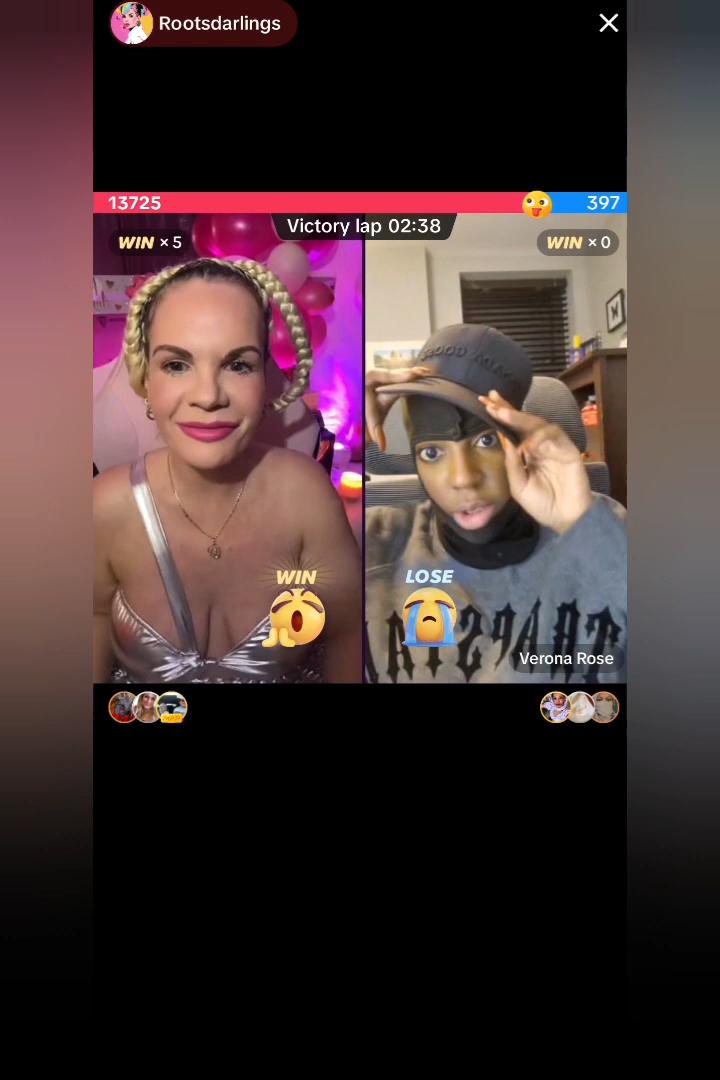 Rootsdarlings
13725
397
Victory lap 02:38
WIN × 5
WIN × 0
WIN
LOSE
Verona Rose